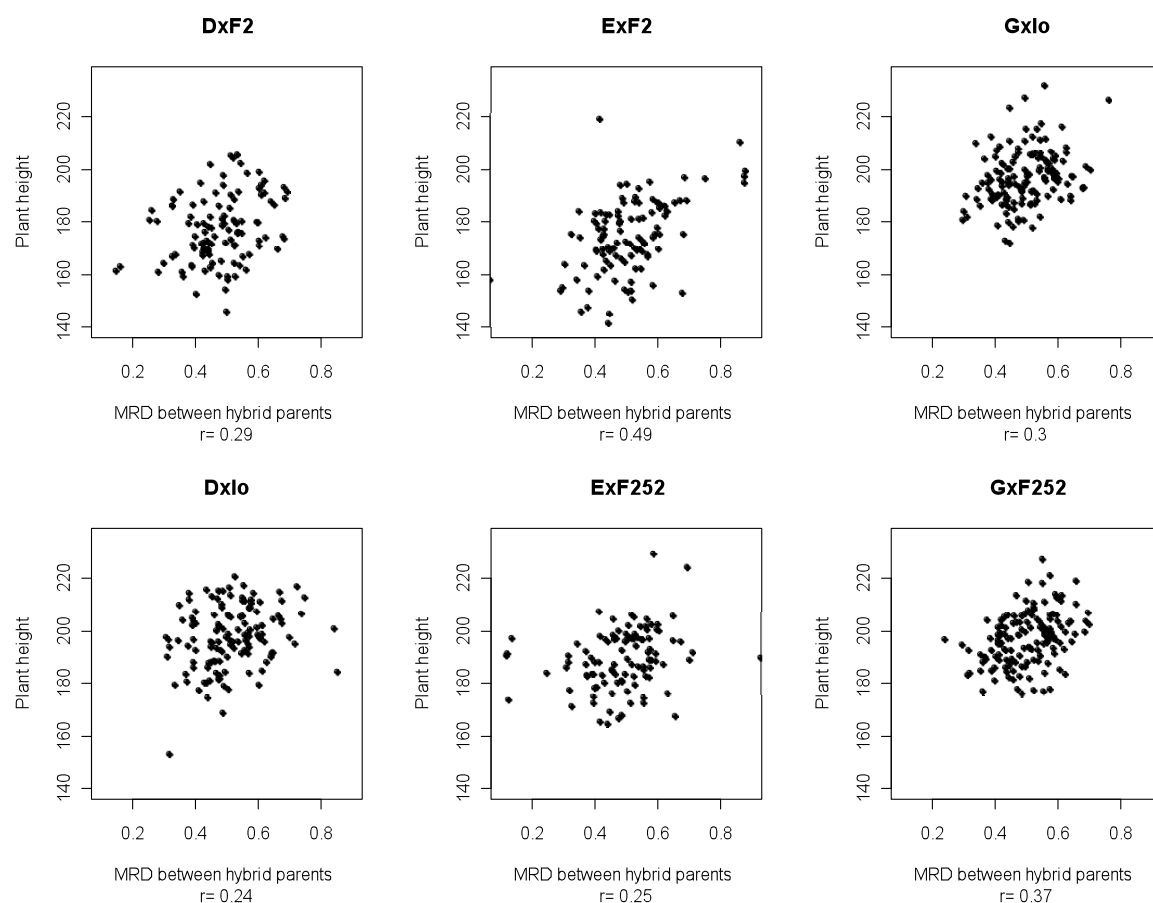 DxF2
ExF2
GxIo
Plant height
140 160 180 200 220
0.2 0.4 0.6 0.8
MRD between hybrid parents
r= 0.29
Plant height
140 160 180 200 220
0.2 0.4 0.6 0.8
MRD between hybrid parents
r= 0.49
Plant height
140 160 180 200 220
0.2 0.4 0.6 0.8
MRD between hybrid parents
r= 0.3
DxIo
ExF252
GxF252
Plant height
140 160 180 200 220
0.2 0.4 0.6 0.8
MRD between hybrid parents
r= 0.24
Plant height
140 160 180 200 220
0.2 0.4 0.6 0.8
MRD between hybrid parents
r= 0.25
Plant height
140 160 180 200 220
0.2 0.4 0.6 0.8
MRD between hybrid parents
r= 0.37